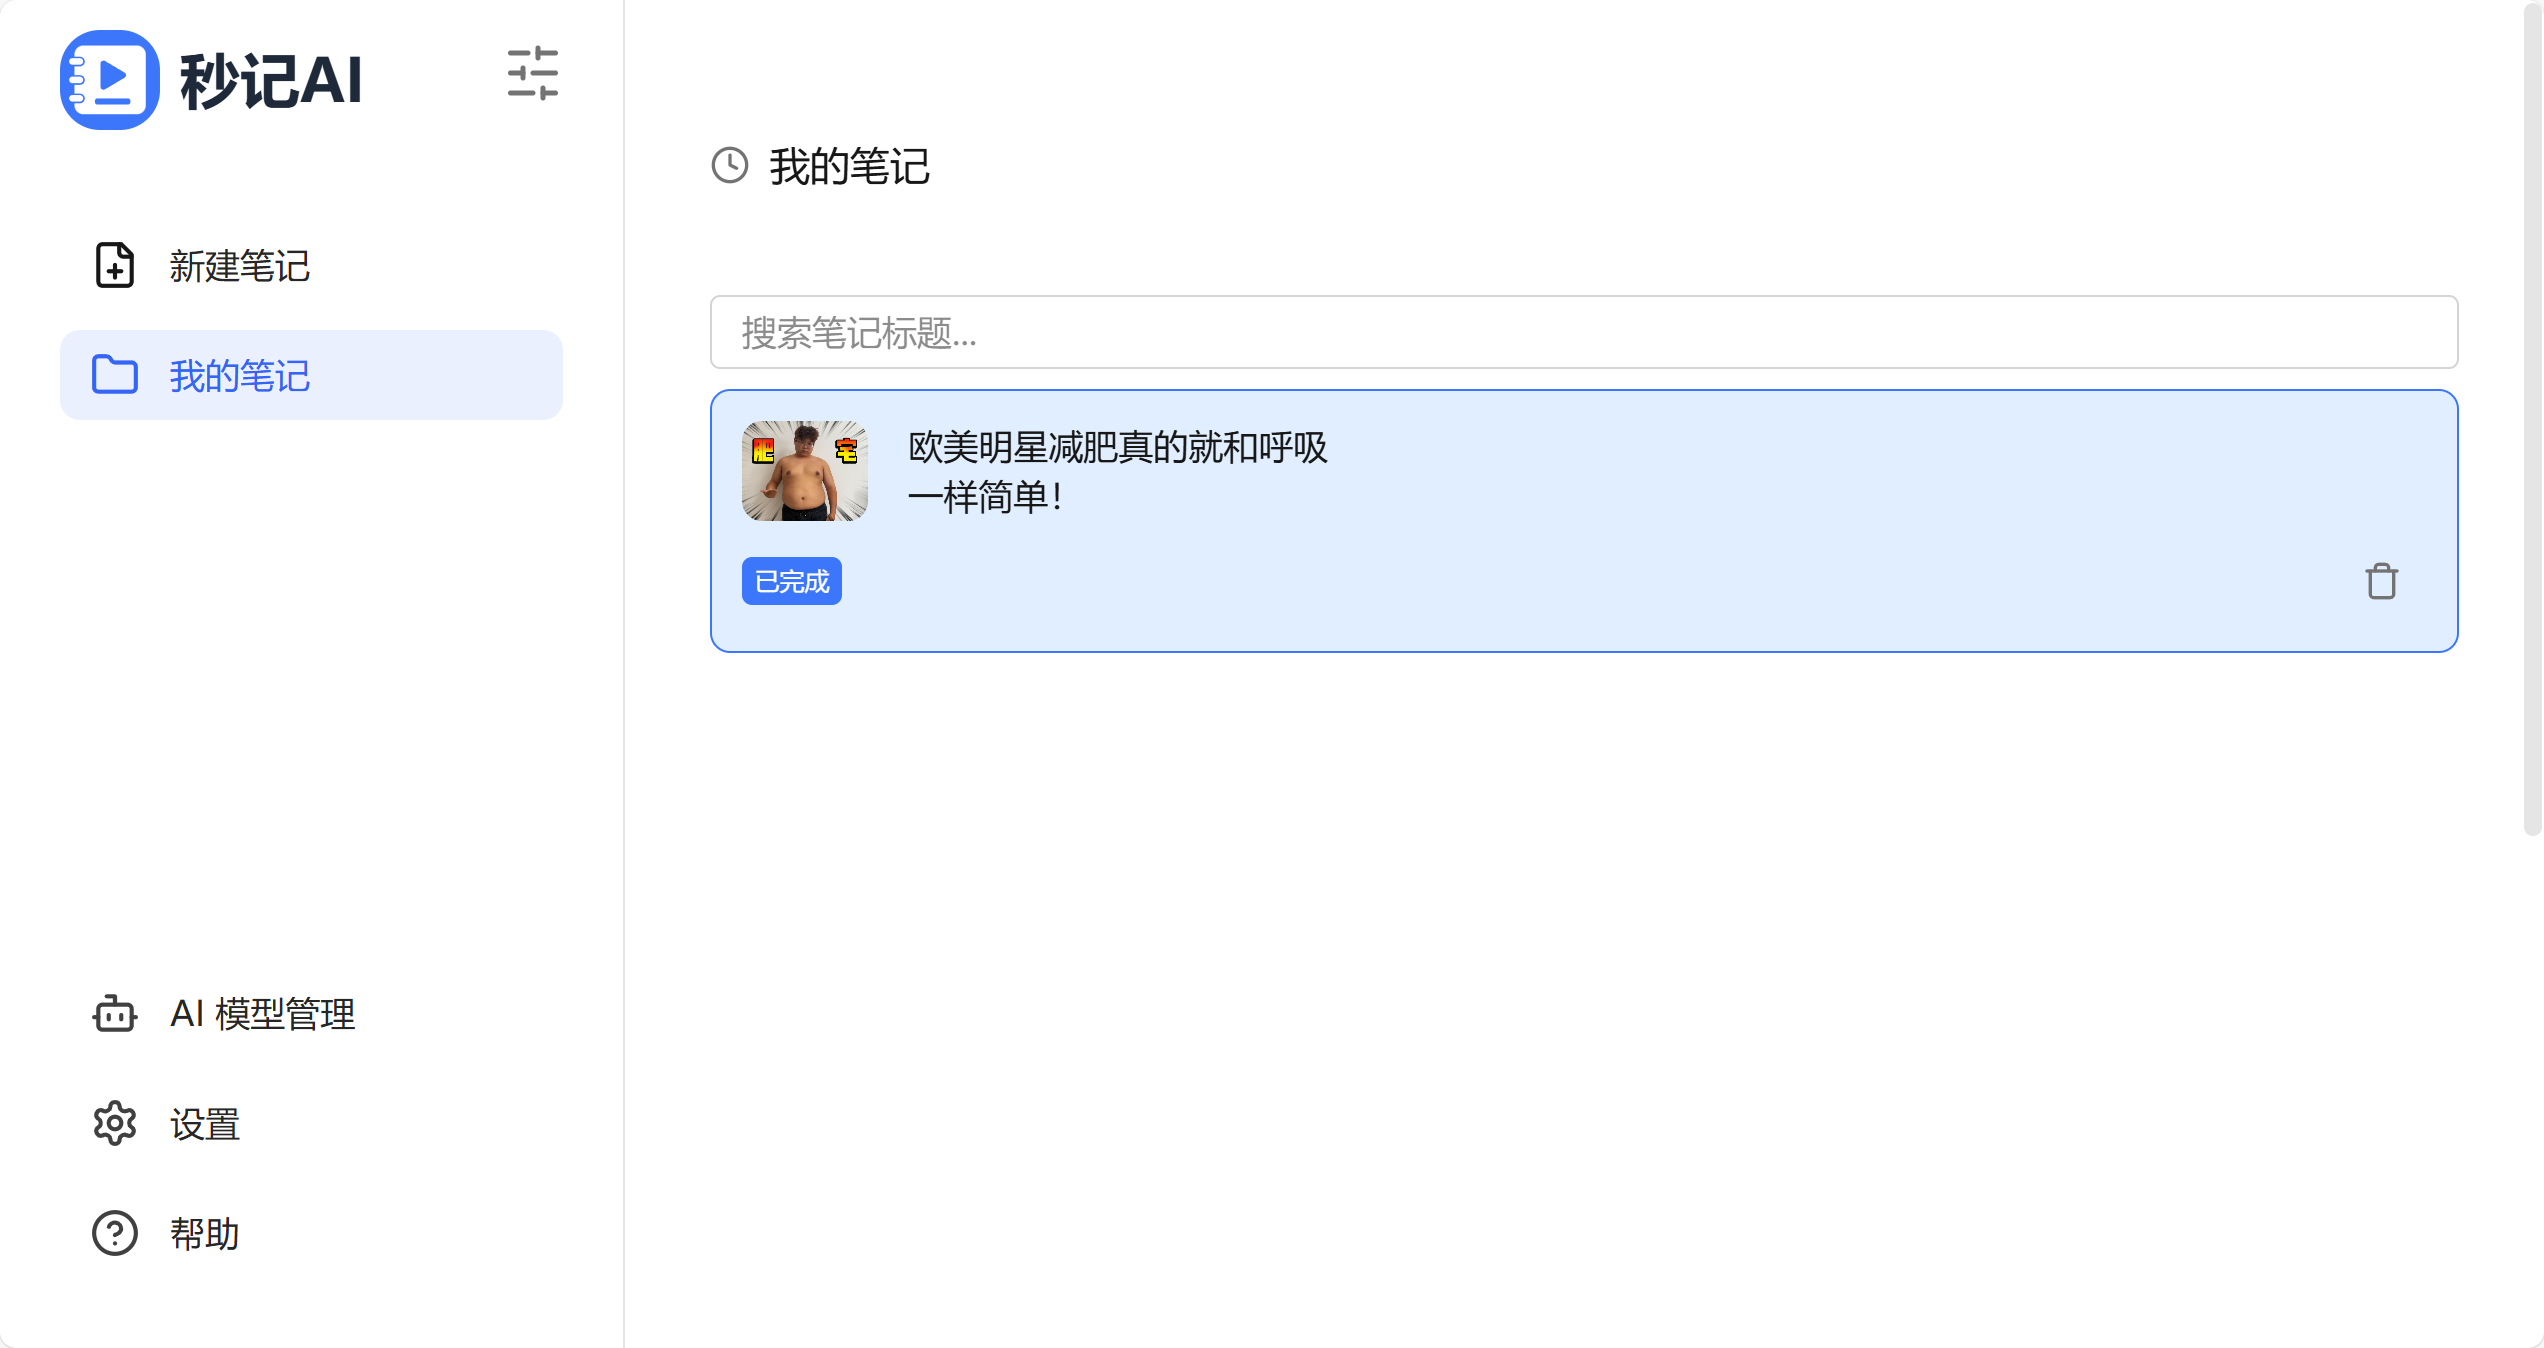 秒记AI
新建笔记
我的笔记
AI 模型管理
设置
帮助
我的笔记
搜索笔记标题...
肥 宅
欧美明星减肥真的就和呼吸
一样简单！
已完成